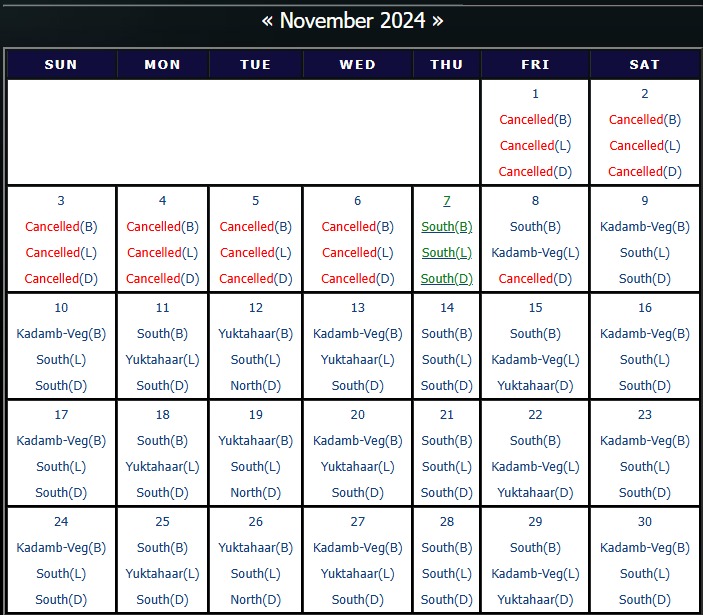 « November 2024 »
SUN MON TUE WED THU FRI SAT
1 2
Cancelled(B) Cancelled(B)
Cancelled(L) Cancelled(L)
Cancelled(D) Cancelled(D)
3 4 5 6 7 8 9
Cancelled(B) Cancelled(B) Cancelled(B) Cancelled(B) South(B) South(B) Kadamb-Veg(B)
Cancelled(L) Cancelled(L) Cancelled(L) Cancelled(L) South(L) Kadamb-Veg(L) South(L)
Cancelled(D) Cancelled(D) Cancelled(D) Cancelled(D) South(D) Cancelled(D) South(D)
10 11 12 13 14 15 16
Kadamb-Veg(B) South(B) Yuktahaar(B) Kadamb-Veg(B) South(B) South(B) Kadamb-Veg(B)
South(L) Yuktahaar(L) South(L) Yuktahaar(L) South(L) Kadamb-Veg(L) South(L)
South(D) South(D) North(D) South(D) South(D) Yuktahaar(D) South(D)
17 18 19 20 21 22 23
Kadamb-Veg(B) South(B) Yuktahaar(B) Kadamb-Veg(B) South(B) South(B) Kadamb-Veg(B)
South(L) Yuktahaar(L) South(L) Yuktahaar(L) South(L) Kadamb-Veg(L) South(L)
South(D) South(D) North(D) South(D) South(D) Yuktahaar(D) South(D)
24 25 26 27 28 29 30
Kadamb-Veg(B) South(B) Yuktahaar(B) Kadamb-Veg(B) South(B) South(B) Kadamb-Veg(B)
South(L) Yuktahaar(L) South(L) Yuktahaar(L) South(L) Kadamb-Veg(L) South(L)
South(D) South(D) North(D) South(D) South(D) Yuktahaar(D) South(D)